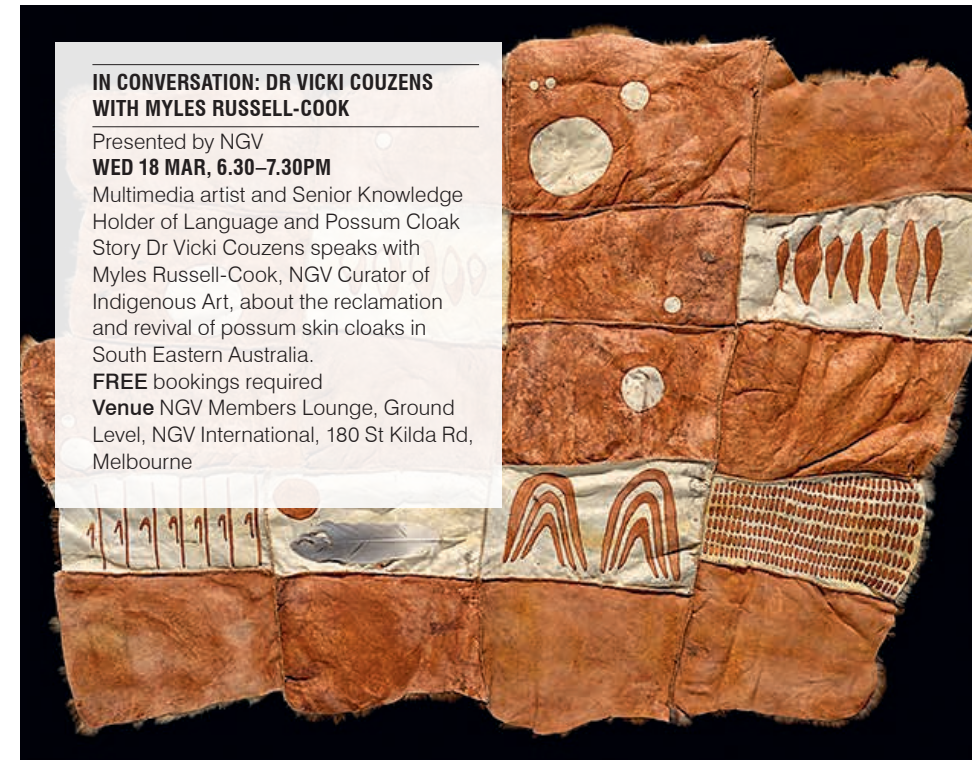 IN CONVERSATION: DR VICKI COUZENS
WITH MYLES RUSSELL-COOK
Presented by NGV
WED 18 MAR, 6.30–7.30PM
Multimedia artist and Senior Knowledge
Holder of Language and Possum Cloak
Story Dr Vicki Couzens speaks with
Myles Russell-Cook, NGV Curator of
Indigenous Art, about the reclamation
and revival of possum skin cloaks in
South Eastern Australia.
FREE bookings required
Venue NGV Members Lounge, Ground
Level, NGV International, 180 St Kilda Rd,
Melbourne